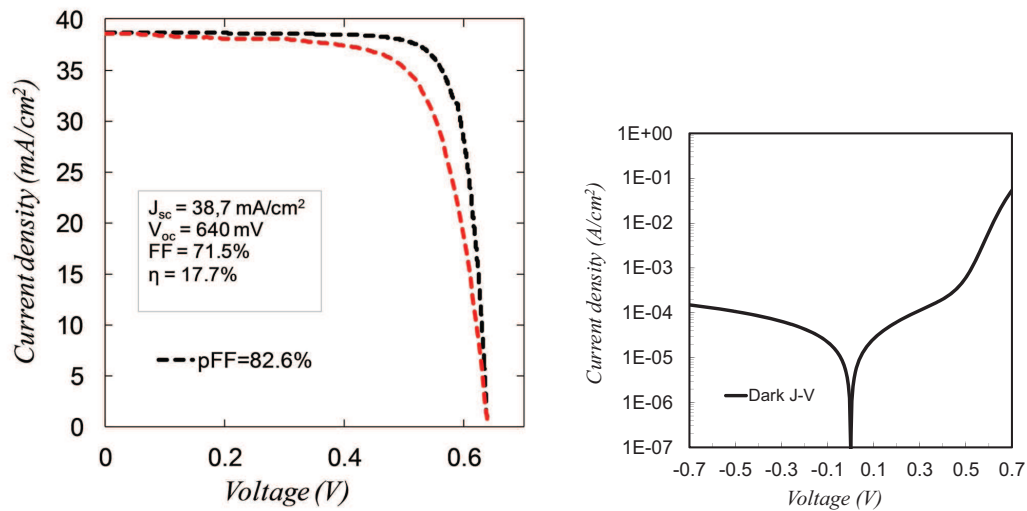 Current density (mA/cm²)
40
35
30
25
20
15
10
5
0
J_sc = 38,7 mA/cm²
V_oc = 640 mV
FF = 71.5%
η = 17.7%
pFF=82.6%
0 0.2 0.4 0.6
Voltage (V)
Current density (A/cm²)
1E+00
1E-01
1E-02
1E-03
1E-04
1E-05
1E-06
1E-07
Dark J-V
-0.7 -0.5 -0.3 -0.1 0.1 0.3 0.5 0.7
Voltage (V)